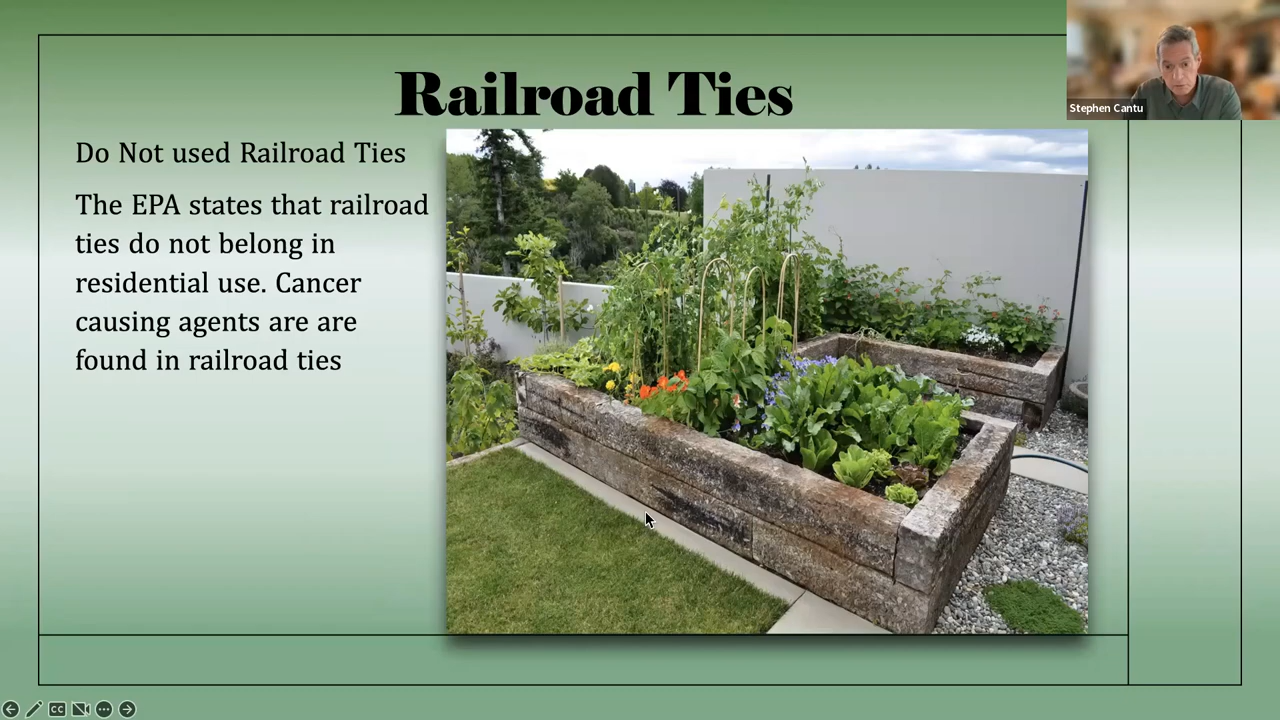 Railroad Ties
Stephen Cantu
Do Not used Railroad Ties
The EPA states that railroad
ties do not belong in
residential use. Cancer
causing agents are are
found in railroad ties
CC